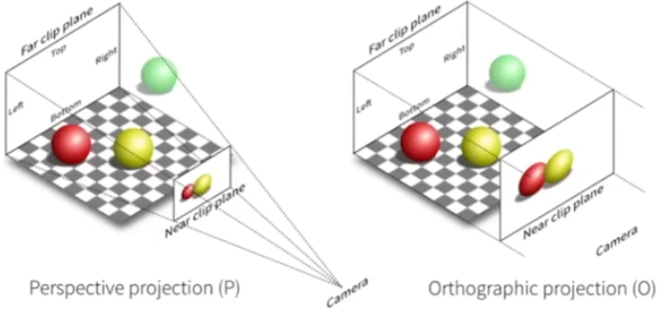 Far clip plane
Top
Right
Left
Bottom
Near clip plane
Camera
Perspective projection (P)
Far clip plane
Top
Right
Left
Bottom
Near clip plane
Camera
Orthographic projection (O)